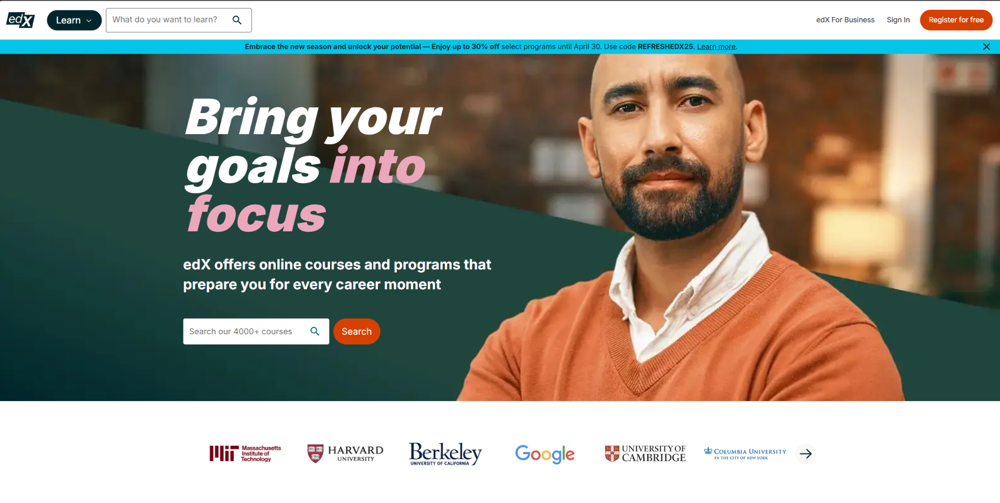 edX
Learn
What do you want to learn?
edX For Business
Sign In
Register for free
Embrace the new season and unlock your potential — Enjoy up to 30% off select programs until April 30. Use code REFRESHEDX25. Learn more.
Bring your
goals into
focus
edX offers online courses and programs that
prepare you for every career moment
Search our 4000+ courses
Search
Massachusetts
Institute of
Technology
HARVARD
UNIVERSITY
Berkeley
UNIVERSITY OF CALIFORNIA
Google
UNIVERSITY OF
CAMBRIDGE
COLUMBIA UNIVERSITY
IN THE CITY OF NEW YORK